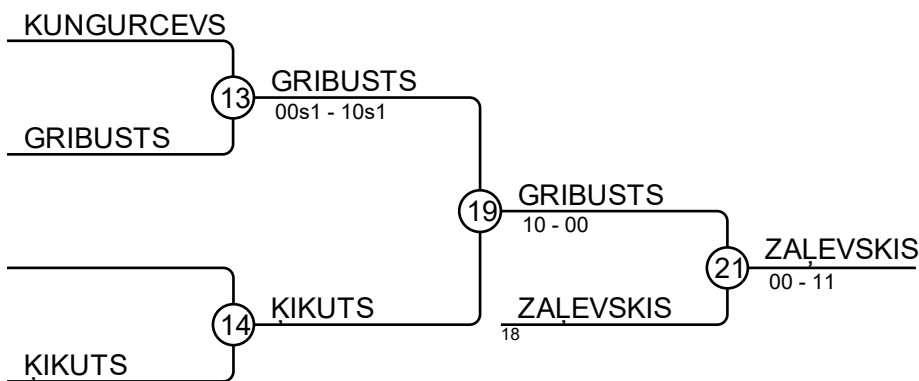 KUNGURCEVS
13
GRIBUSTS
00s1 - 10s1
GRIBUSTS
19
GRIBUSTS
10 - 00
21
ZAĻEVSKIS
00 - 11
14
ĶIKUTS
ZAĻEVSKIS
18
ĶIKUTS